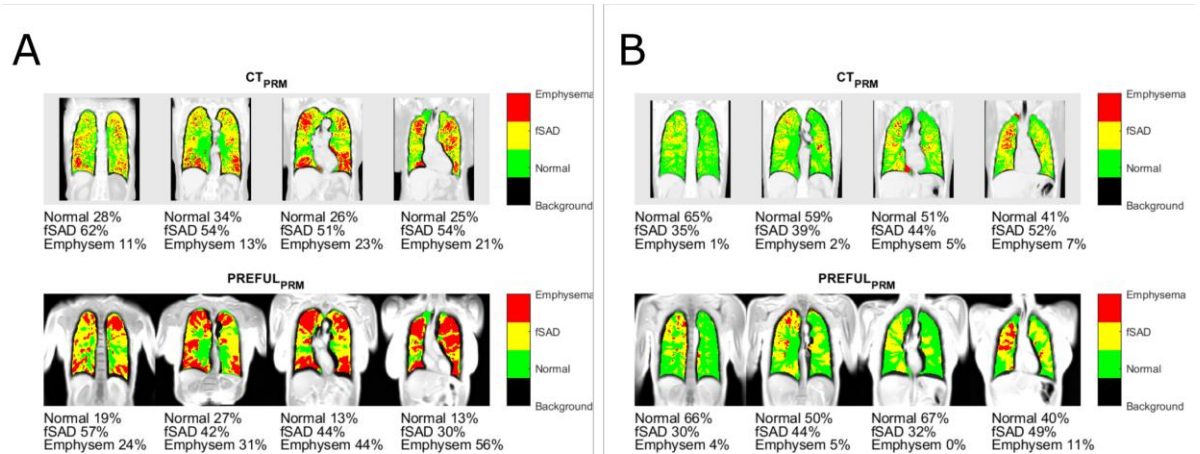 A
CT PRM
Emphysema
fSAD
Normal
Background
Normal 28%
fSAD 62%
Emphysem 11%
Normal 34%
fSAD 54%
Emphysem 13%
Normal 26%
fSAD 51%
Emphysem 23%
Normal 25%
fSAD 54%
Emphysem 21%
PREFUL PRM
Emphysema
fSAD
Normal
Background
Normal 19%
fSAD 57%
Emphysem 24%
Normal 27%
fSAD 42%
Emphysem 31%
Normal 13%
fSAD 44%
Emphysem 44%
Normal 13%
fSAD 30%
Emphysem 56%
B
CT PRM
Emphysema
fSAD
Normal
Background
Normal 65%
fSAD 35%
Emphysem 1%
Normal 59%
fSAD 39%
Emphysem 2%
Normal 51%
fSAD 44%
Emphysem 5%
Normal 41%
fSAD 52%
Emphysem 7%
PREFUL PRM
Emphysema
fSAD
Normal
Background
Normal 66%
fSAD 30%
Emphysem 4%
Normal 50%
fSAD 44%
Emphysem 5%
Normal 67%
fSAD 32%
Emphysem 0%
Normal 40%
fSAD 49%
Emphysem 11%